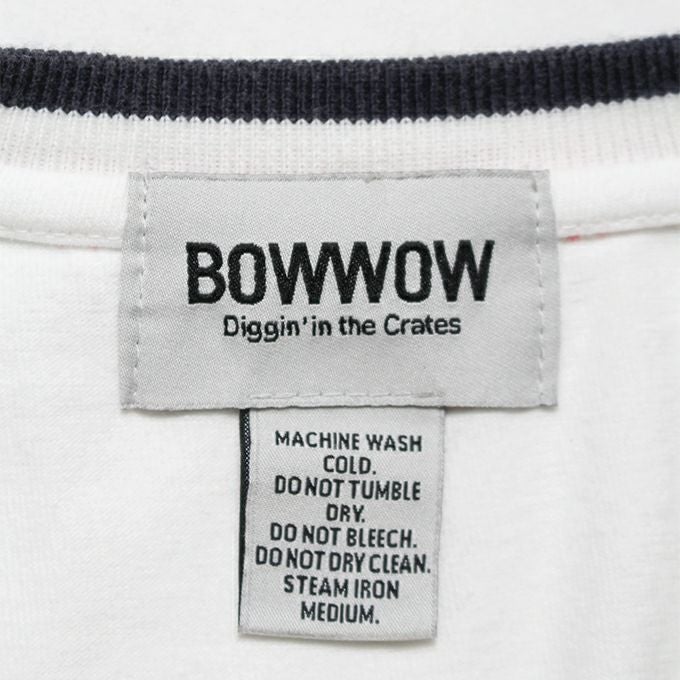 BOWWOW
Diggin' in the Crates
MACHINE WASH
COLD.
DO NOT TUMBLE
DRY.
DO NOT BLEECH.
DO NOT DRY CLEAN.
STEAM IRON
MEDIUM.